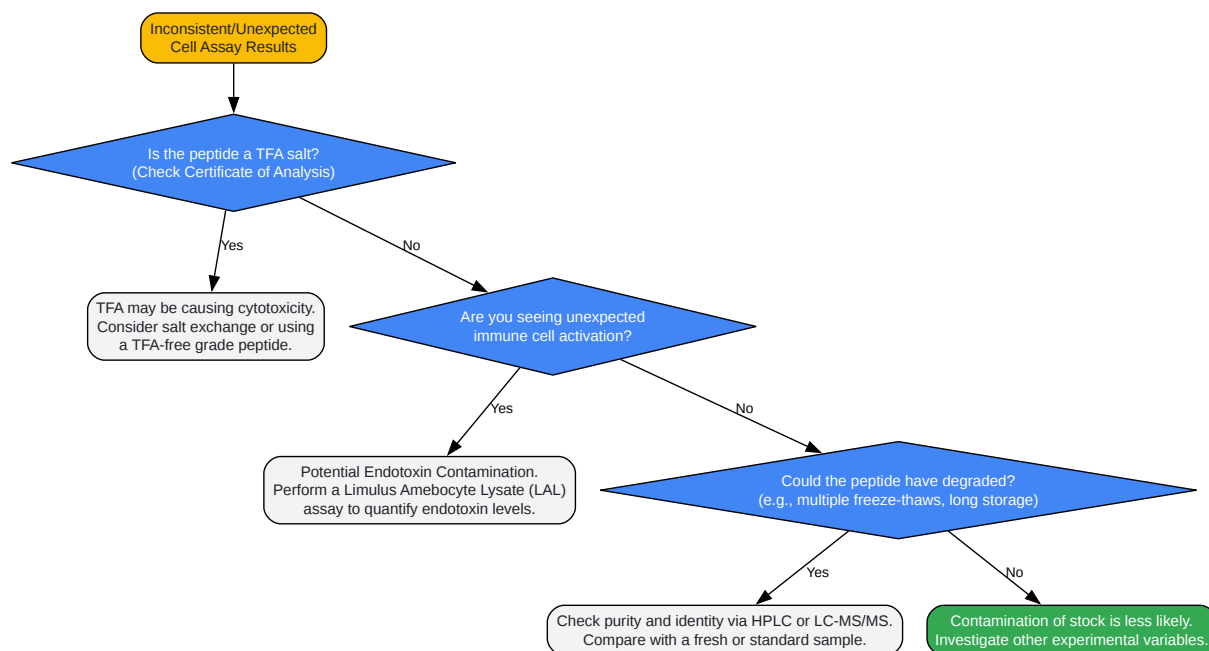 Inconsistent/Unexpected
Cell Assay Results
Is the peptide a TFA salt?
(Check Certificate of Analysis)
Yes
No
TFA may be causing cytotoxicity.
Consider salt exchange or using
a TFA-free grade peptide.
Are you seeing unexpected
immune cell activation?
Yes
No
Potential Endotoxin Contamination.
Perform a Limulus Amebocyte Lysate (LAL)
assay to quantify endotoxin levels.
Could the peptide have degraded?
(e.g., multiple freeze-thaws, long storage)
Yes
No
Check purity and identity via HPLC or LC-MS/MS.
Compare with a fresh or standard sample.
Contamination of stock is less likely.
Investigate other experimental variables.